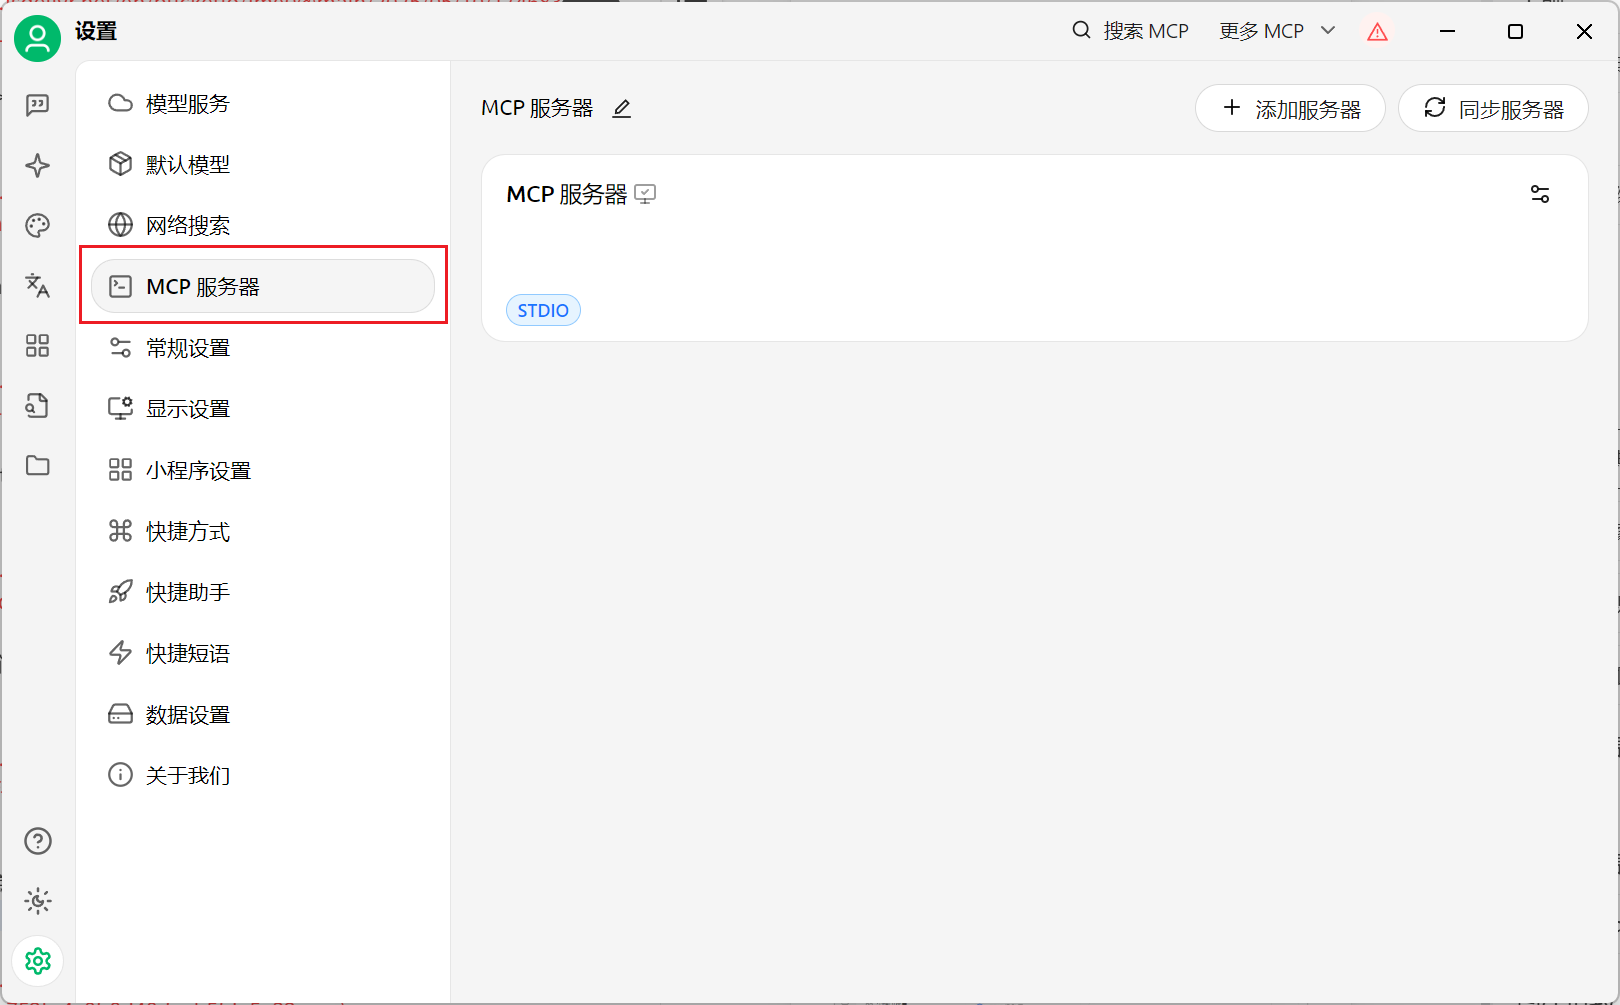 设置
搜索 MCP
更多 MCP
模型服务
默认模型
网络搜索
MCP 服务器
常规设置
显示设置
小程序设置
快捷方式
快捷助手
快捷短语
数据设置
关于我们
MCP 服务器
添加服务器
同步服务器
MCP 服务器
STDIO